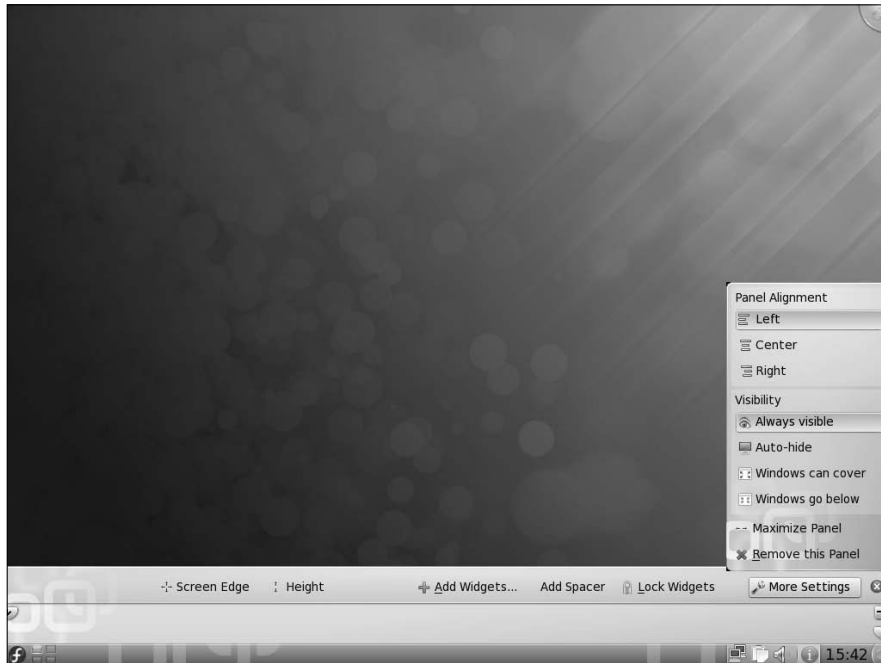 Panel Alignment
Left
Center
Right
Visibility
Always visible
Auto-hide
Windows can cover
Windows go below
Maximize Panel
Remove this Panel
Screen Edge Height Add Widgets... Add Spacer Lock Widgets More Settings
15:42